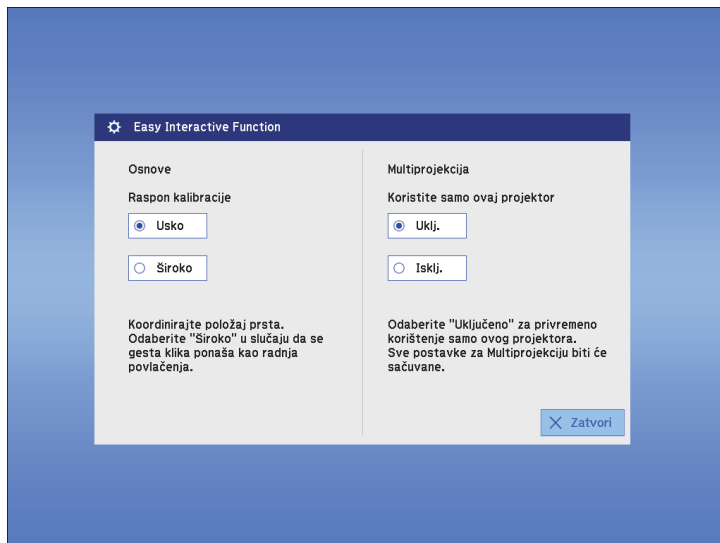 Easy Interactive Function
Osnove
Raspon kalibracije
Usko
Široko
Koordinirajte položaj prsta.
Odaberite "Široko" u slučaju da se
gesta klika ponaša kao radnja
povlačenja.
Multiprojekcija
Koristite samo ovaj projektor
Uklj.
Isklj.
Odaberite "Uključeno" za privremeno
korištenje samo ovog projektora.
Sve postavke za Multiprojekciju biti će
sačuvane.
Zatvori